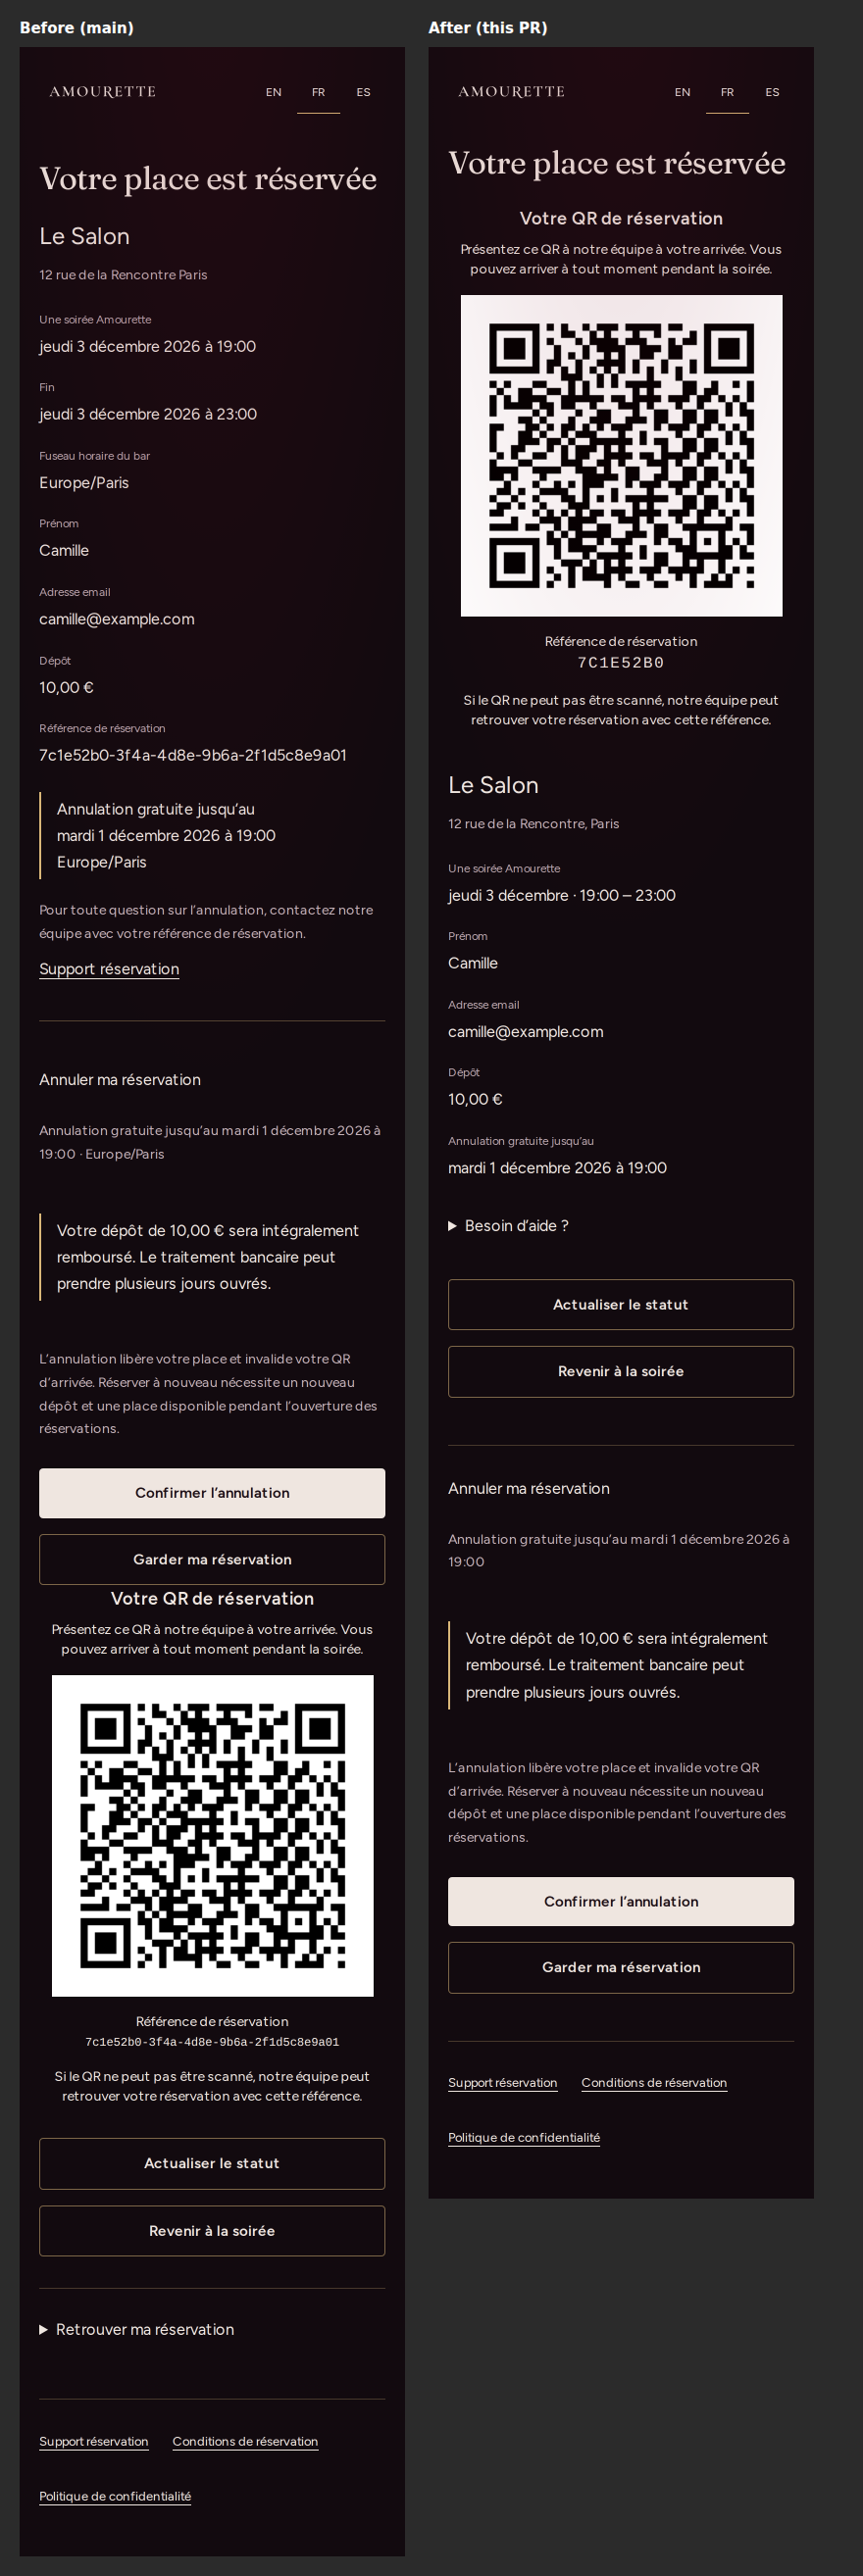 Before (main)
AMOURETTE
EN
FR
ES
Votre place est réservée
Le Salon
12 rue de la Rencontre Paris
Une soirée Amourette
jeudi 3 décembre 2026 à 19:00
Fin
jeudi 3 décembre 2026 à 23:00
Fuseau horaire du bar
Europe/Paris
Prénom
Camille
Adresse email
camille@example.com
Dépôt
10,00 €
Référence de réservation
7c1e52b0-3f4a-4d8e-9b6a-2f1d5c8e9a01
Annulation gratuite jusqu’au
mardi 1 décembre 2026 à 19:00
Europe/Paris
Pour toute question sur l’annulation, contactez notre
équipe avec votre référence de réservation.
Support réservation
Annuler ma réservation
Annulation gratuite jusqu’au mardi 1 décembre 2026 à
19:00 · Europe/Paris
Votre dépôt de 10,00 € sera intégralement
remboursé. Le traitement bancaire peut
prendre plusieurs jours ouvrés.
L’annulation libère votre place et invalide votre QR
d’arrivée. Réserver à nouveau nécessite un nouveau
dépôt et une place disponible pendant l’ouverture des
réservations.
Confirmer l’annulation
Garder ma réservation
Votre QR de réservation
Présentez ce QR à notre équipe à votre arrivée. Vous
pouvez arriver à tout moment pendant la soirée.
Référence de réservation
7c1e52b0-3f4a-4d8e-9b6a-2f1d5c8e9a01
Si le QR ne peut pas être scanné, notre équipe peut
retrouver votre réservation avec cette référence.
Actualiser le statut
Revenir à la soirée
▶ Retrouver ma réservation
Support réservation
Conditions de réservation
Politique de confidentialité
After (this PR)
AMOURETTE
EN
FR
ES
Votre place est réservée
Votre QR de réservation
Présentez ce QR à notre équipe à votre arrivée. Vous
pouvez arriver à tout moment pendant la soirée.
Référence de réservation
7C1E52B0
Si le QR ne peut pas être scanné, notre équipe peut
retrouver votre réservation avec cette référence.
Le Salon
12 rue de la Rencontre, Paris
Une soirée Amourette
jeudi 3 décembre · 19:00 – 23:00
Prénom
Camille
Adresse email
camille@example.com
Dépôt
10,00 €
Annulation gratuite jusqu’au
mardi 1 décembre 2026 à 19:00
▶ Besoin d’aide ?
Actualiser le statut
Revenir à la soirée
Annuler ma réservation
Annulation gratuite jusqu’au mardi 1 décembre 2026 à
19:00
Votre dépôt de 10,00 € sera intégralement
remboursé. Le traitement bancaire peut
prendre plusieurs jours ouvrés.
L’annulation libère votre place et invalide votre QR
d’arrivée. Réserver à nouveau nécessite un nouveau
dépôt et une place disponible pendant l’ouverture des
réservations.
Confirmer l’annulation
Garder ma réservation
Support réservation
Conditions de réservation
Politique de confidentialité